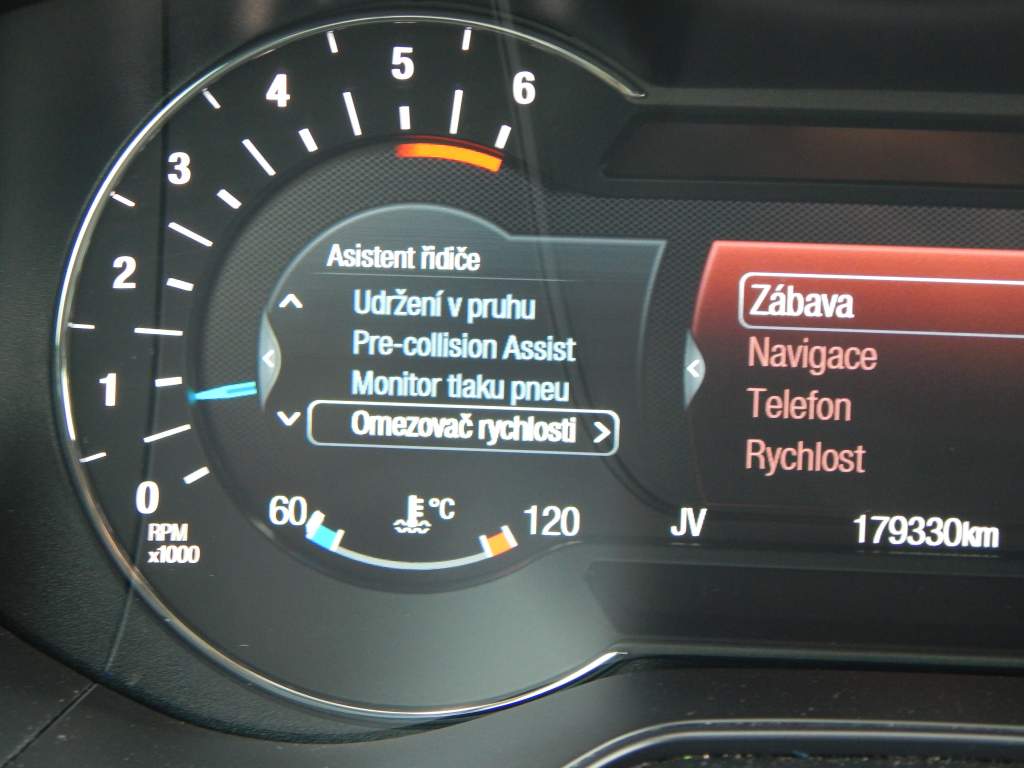 6
5
4
3
2
1
0
RPM
x1000
Asistent řidiče
Udržení v pruhu
Pre-collision Assist
Monitor tlaku pneu
Omezovač rychlosti
60
°C
120
Zábava
Navigace
Telefon
Rychlost
JV
179330km